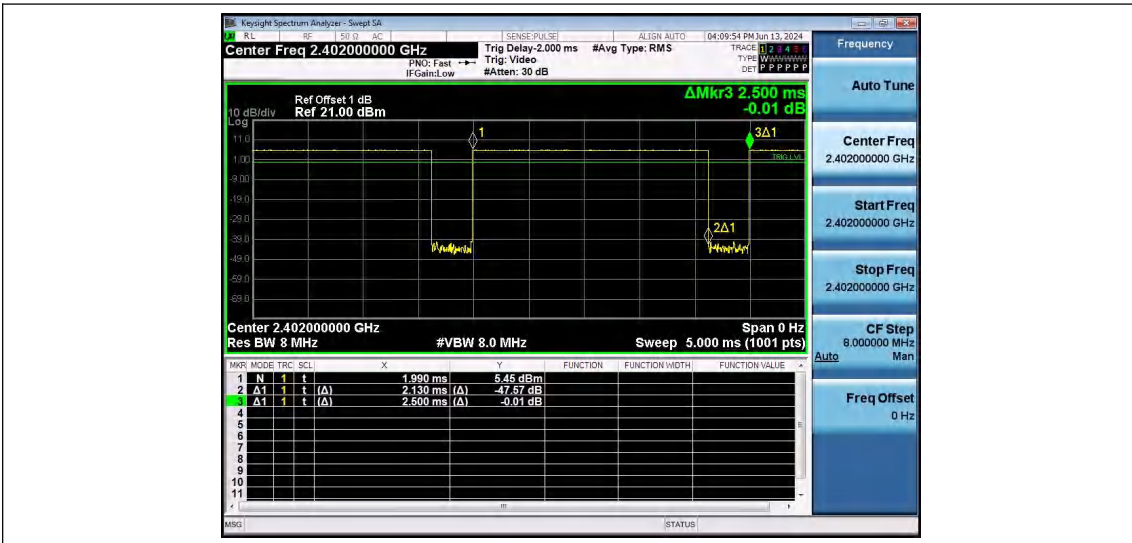 Keysight Spectrum Analyzer - Swept SA
RL RF 50 Ω AC SENSE:PULSE ALIGN AUTO 04:09:54 PM Jun 13, 2024
Center Freq 2.402000000 GHz
PNO: Fast
IFGain:Low
Trig Delay-2.000 ms
Trig: Video
#Atten: 30 dB
#Avg Type: RMS
TRACE 1 2 3 4 5 6
TYPE WWWWWW
DET P P P P P P
ΔMkr3 2.500 ms
-0.01 dB
Ref Offset 1 dB
10 dB/div Ref 21.00 dBm
Log
11.0
1.00
-9.00
-19.0
-29.0
-39.0
-49.0
-59.0
-69.0
1
3Δ1
TRIG LVL
2Δ1
Center 2.402000000 GHz Span 0 Hz
Res BW 8 MHz #VBW 8.0 MHz Sweep 5.000 ms (1001 pts)
MKR MODE TRC SCL X Y FUNCTION FUNCTION WIDTH FUNCTION VALUE
1 N 1 t 1.990 ms 5.45 dBm
2 Δ1 1 t (Δ) 2.130 ms (Δ) -47.57 dB
3 Δ1 1 t (Δ) 2.500 ms (Δ) -0.01 dB
4
5
6
7
8
9
10
11
MSG STATUS
Frequency
Auto Tune
Center Freq
2.402000000 GHz
Start Freq
2.402000000 GHz
Stop Freq
2.402000000 GHz
CF Step
8.000000 MHz
Auto Man
Freq Offset
0 Hz